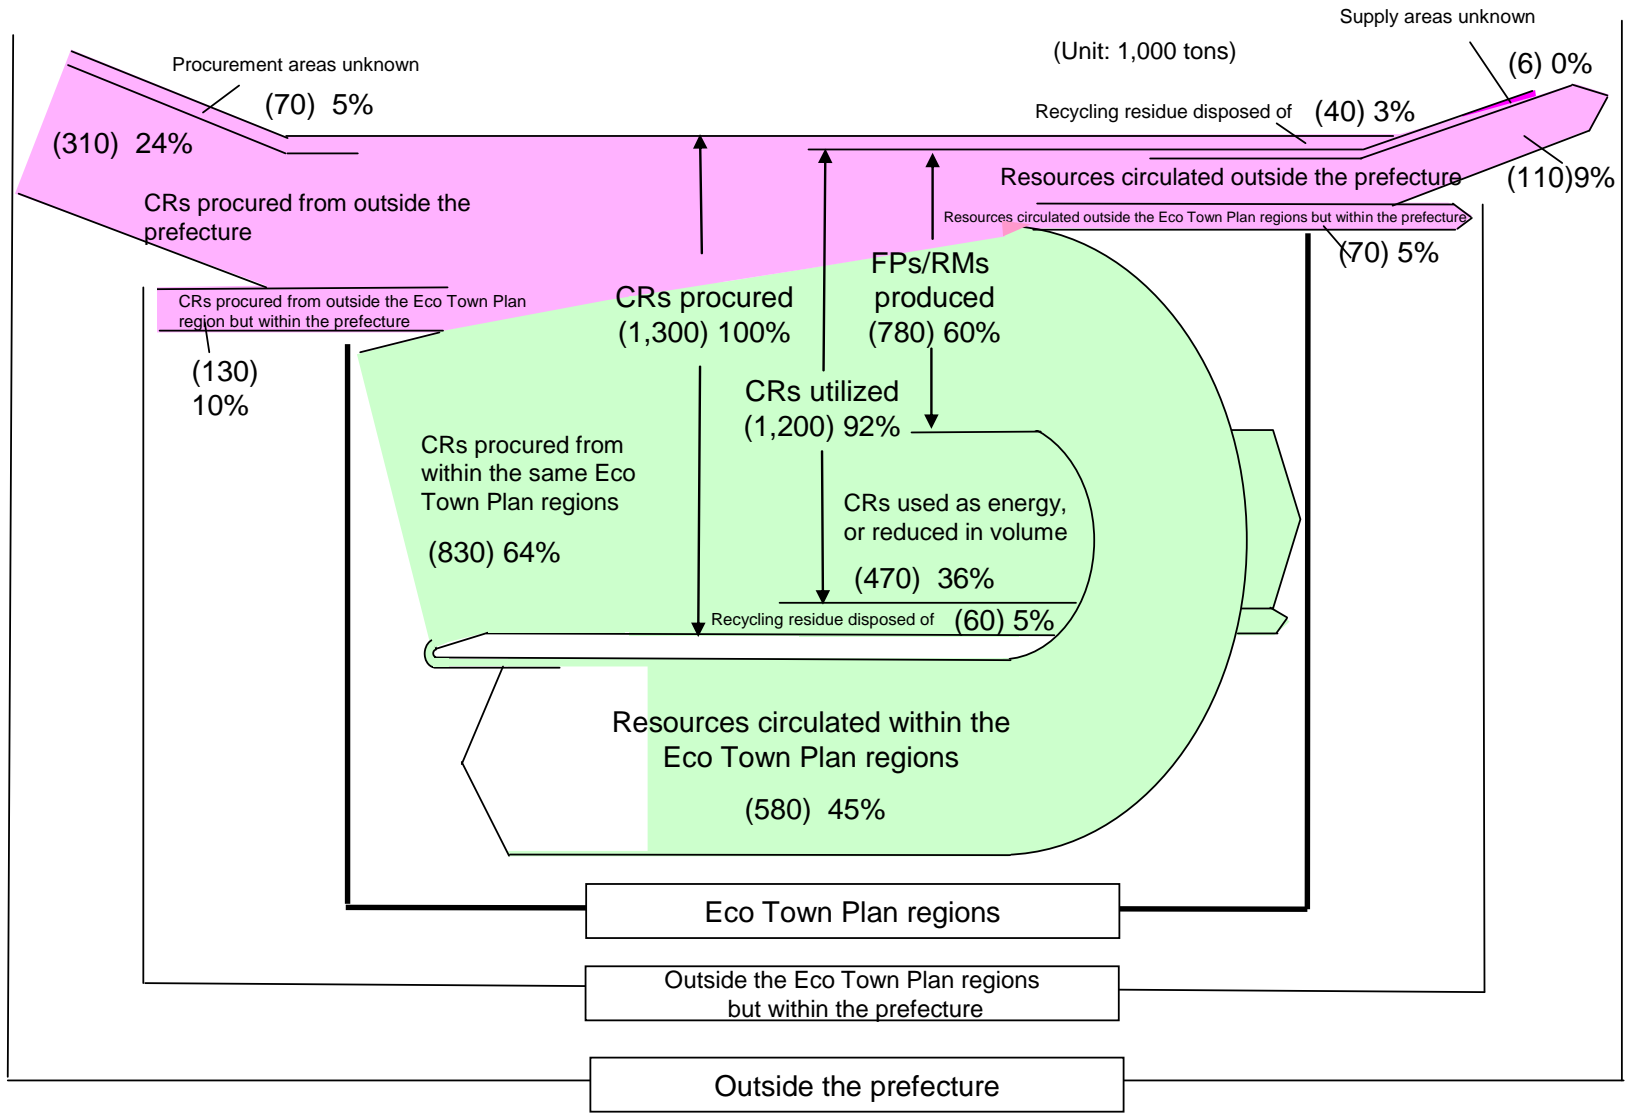 Supply areas unknown
(Unit: 1,000 tons)
Procurement areas unknown
(6) 0%
(70) 5%
Recycling residue disposed of
(40) 3%
(310) 24%
Resources circulated outside the prefecture
(110)9%
CRs procured from outside the
prefecture
Resources circulated outside the Eco Town Plan regions but within the prefecture
(70) 5%
FPs/RMs
produced
(780) 60%
CRs procured
(1,300) 100%
CRs procured from outside the Eco Town Plan
region but within the prefecture
(130)
10%
CRs utilized
(1,200) 92%
CRs procured from
within the same Eco
Town Plan regions
(830) 64%
CRs used as energy,
or reduced in volume
(470) 36%
Recycling residue disposed of
(60) 5%
Resources circulated within the
Eco Town Plan regions
(580) 45%
Eco Town Plan regions
Outside the Eco Town Plan regions
but within the prefecture
Outside the prefecture